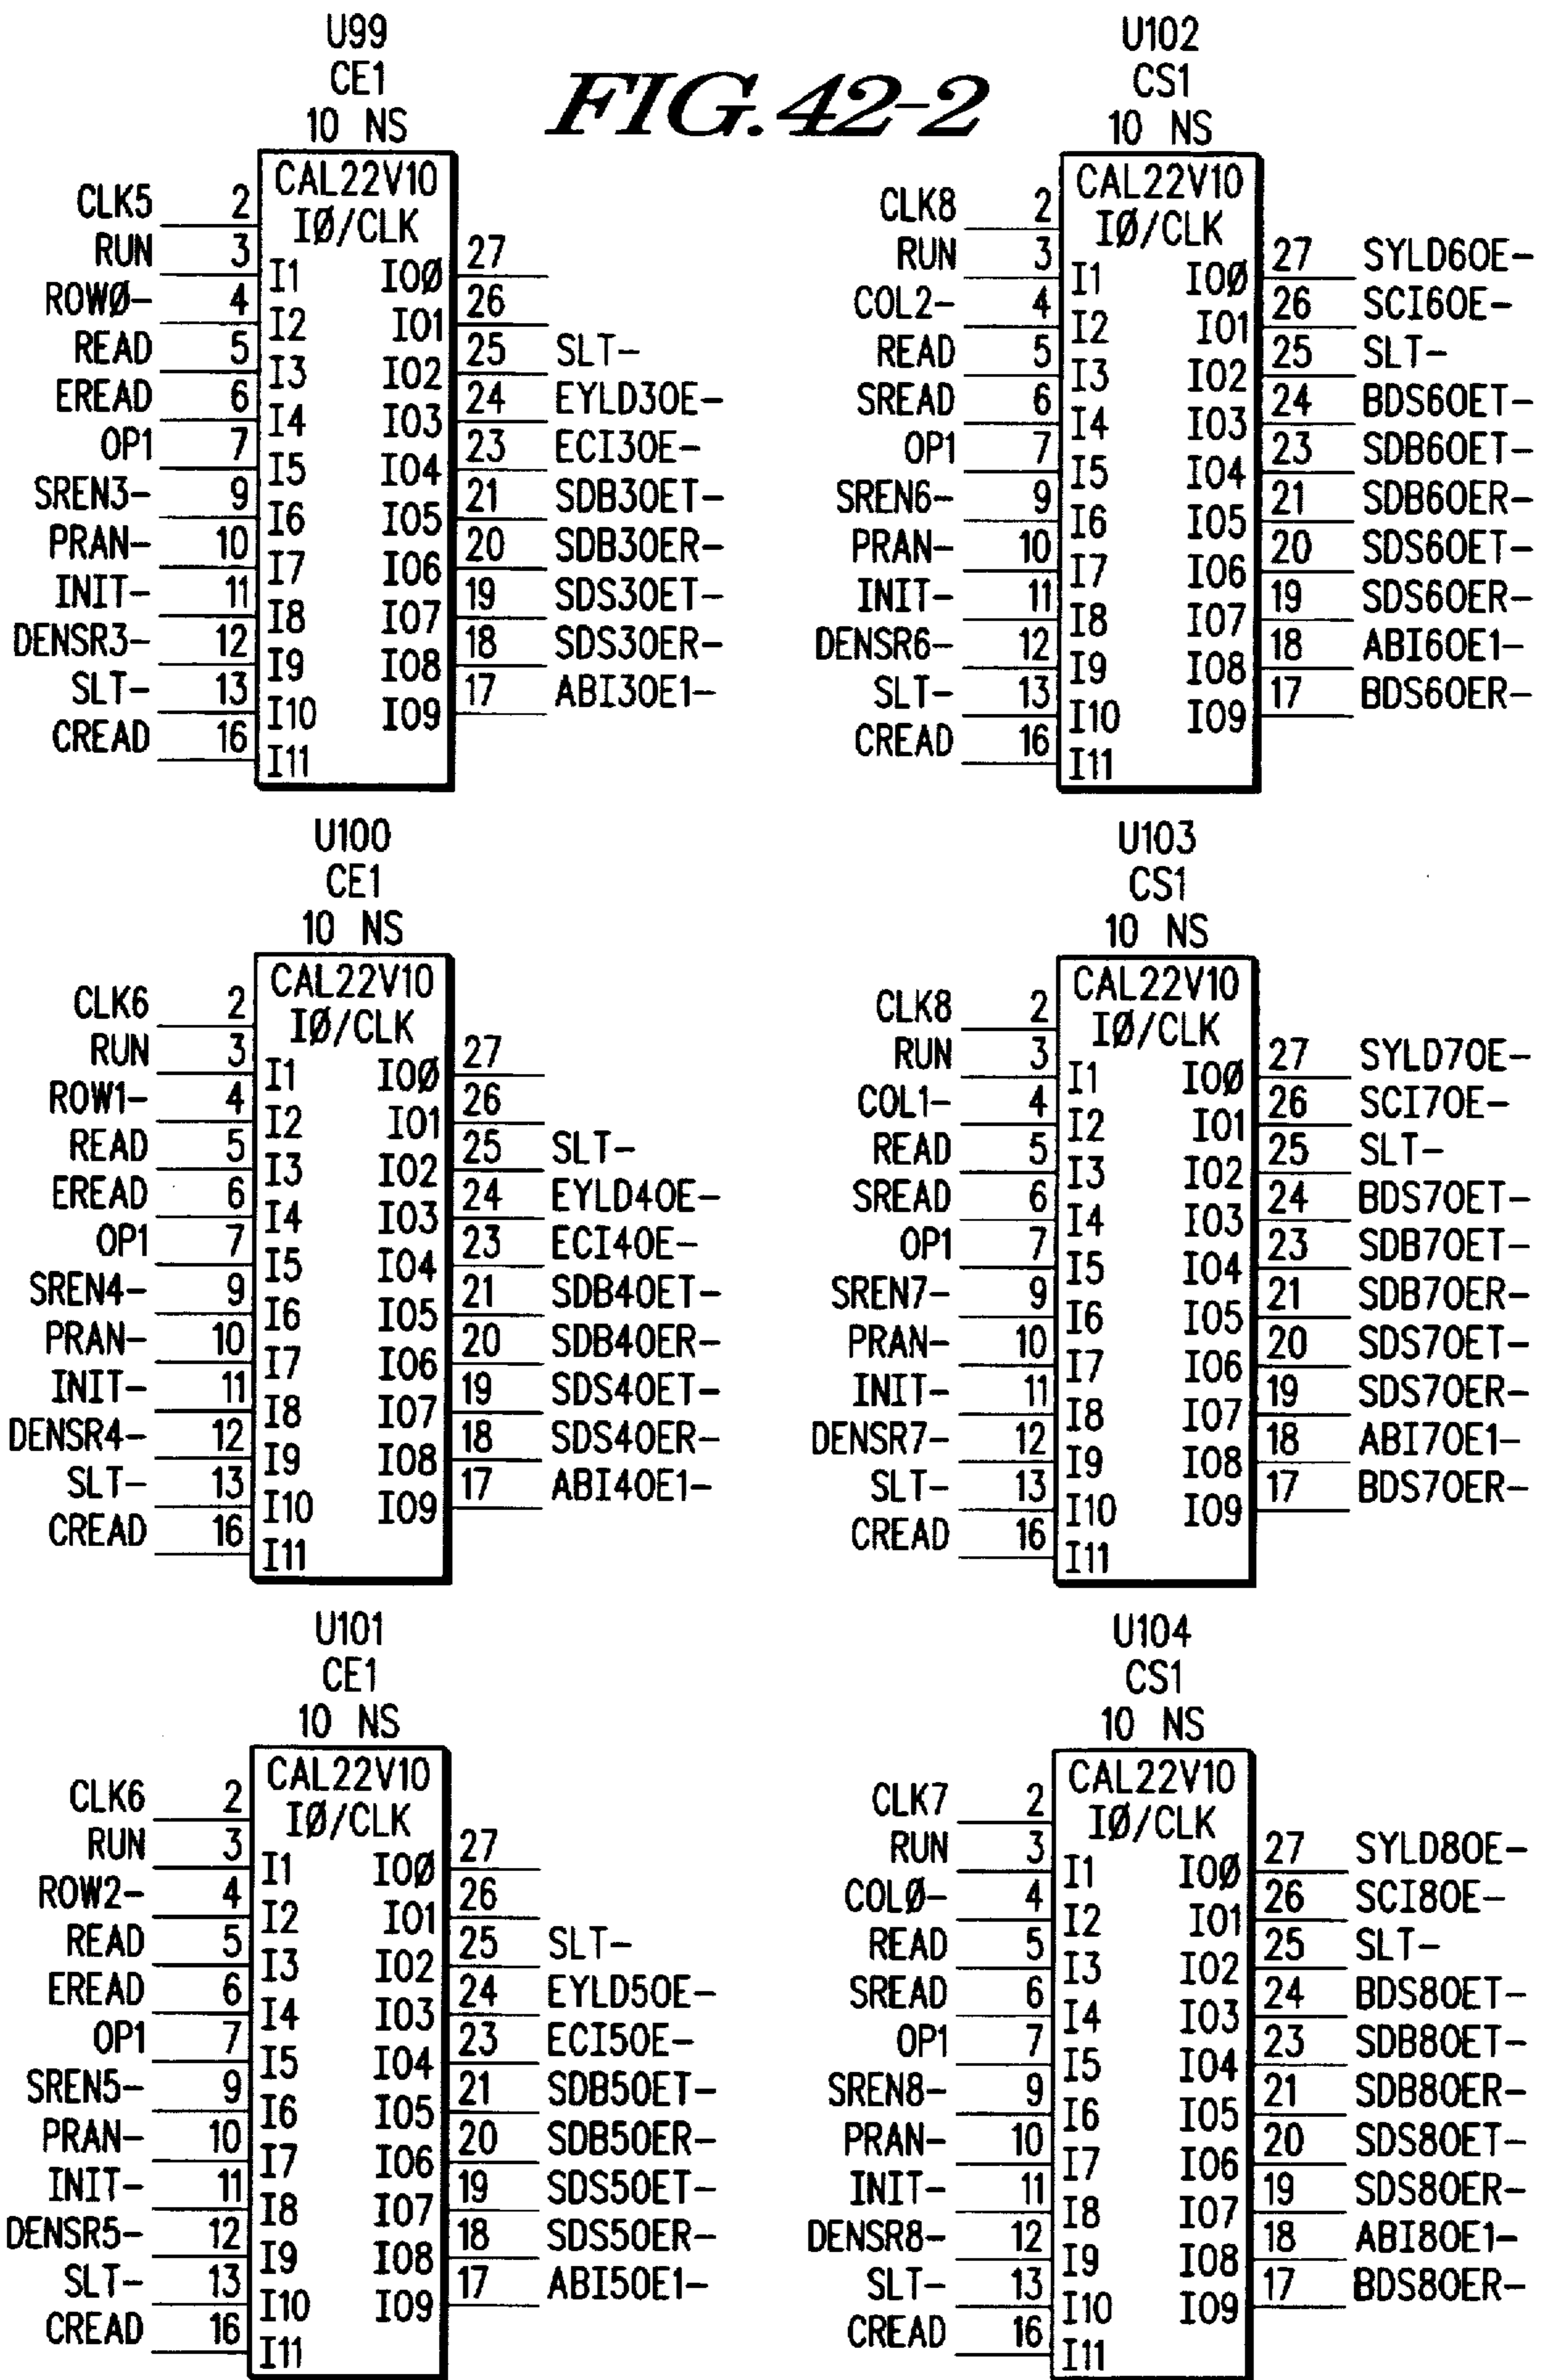 FIG. 42-2
U99
CE1
10 NS
CAL22V10
CLK5 2 IØ/CLK
RUN 3 I1 IOØ 27
ROWØ- 4 I2 IO1 26
READ 5 I3 IO2 25 SLT-
EREAD 6 I4 IO3 24 EYLD3OE-
OP1 7 I5 IO4 23 ECI3OE-
SREN3- 9 I6 IO5 21 SDB3OET-
PRAN- 10 I7 IO6 20 SDB3OER-
INIT- 11 I8 IO7 19 SDS3OET-
DENSR3- 12 I9 IO8 18 SDS3OER-
SLT- 13 I10 IO9 17 ABI3OE1-
CREAD 16 I11
U102
CS1
10 NS
CAL22V10
CLK8 2 IØ/CLK
RUN 3 I1 IOØ 27 SYLD6OE-
COL2- 4 I2 IO1 26 SCI6OE-
READ 5 I3 IO2 25 SLT-
SREAD 6 I4 IO3 24 BDS6OET-
OP1 7 I5 IO4 23 SDB6OET-
SREN6- 9 I6 IO5 21 SDB6OER-
PRAN- 10 I7 IO6 20 SDS6OET-
INIT- 11 I8 IO7 19 SDS6OER-
DENSR6- 12 I9 IO8 18 ABI6OE1-
SLT- 13 I10 IO9 17 BDS6OER-
CREAD 16 I11
U100
CE1
10 NS
CAL22V10
CLK6 2 IØ/CLK
RUN 3 I1 IOØ 27
ROW1- 4 I2 IO1 26
READ 5 I3 IO2 25 SLT-
EREAD 6 I4 IO3 24 EYLD4OE-
OP1 7 I5 IO4 23 ECI4OE-
SREN4- 9 I6 IO5 21 SDB4OET-
PRAN- 10 I7 IO6 20 SDB4OER-
INIT- 11 I8 IO7 19 SDS4OET-
DENSR4- 12 I9 IO8 18 SDS4OER-
SLT- 13 I10 IO9 17 ABI4OE1-
CREAD 16 I11
U103
CS1
10 NS
CAL22V10
CLK8 2 IØ/CLK
RUN 3 I1 IOØ 27 SYLD7OE-
COL1- 4 I2 IO1 26 SCI7OE-
READ 5 I3 IO2 25 SLT-
SREAD 6 I4 IO3 24 BDS7OET-
OP1 7 I5 IO4 23 SDB7OET-
SREN7- 9 I6 IO5 21 SDB7OER-
PRAN- 10 I7 IO6 20 SDS7OET-
INIT- 11 I8 IO7 19 SDS7OER-
DENSR7- 12 I9 IO8 18 ABI7OE1-
SLT- 13 I10 IO9 17 BDS7OER-
CREAD 16 I11
U101
CE1
10 NS
CAL22V10
CLK6 2 IØ/CLK
RUN 3 I1 IOØ 27
ROW2- 4 I2 IO1 26
READ 5 I3 IO2 25 SLT-
EREAD 6 I4 IO3 24 EYLD5OE-
OP1 7 I5 IO4 23 ECI5OE-
SREN5- 9 I6 IO5 21 SDB5OET-
PRAN- 10 I7 IO6 20 SDB5OER-
INIT- 11 I8 IO7 19 SDS5OET-
DENSR5- 12 I9 IO8 18 SDS5OER-
SLT- 13 I10 IO9 17 ABI5OE1-
CREAD 16 I11
U104
CS1
10 NS
CAL22V10
CLK7 2 IØ/CLK
RUN 3 I1 IOØ 27 SYLD8OE-
COLØ- 4 I2 IO1 26 SCI8OE-
READ 5 I3 IO2 25 SLT-
SREAD 6 I4 IO3 24 BDS8OET-
OP1 7 I5 IO4 23 SDB8OET-
SREN8- 9 I6 IO5 21 SDB8OER-
PRAN- 10 I7 IO6 20 SDS8OET-
INIT- 11 I8 IO7 19 SDS8OER-
DENSR8- 12 I9 IO8 18 ABI8OE1-
SLT- 13 I10 IO9 17 BDS8OER-
CREAD 16 I11